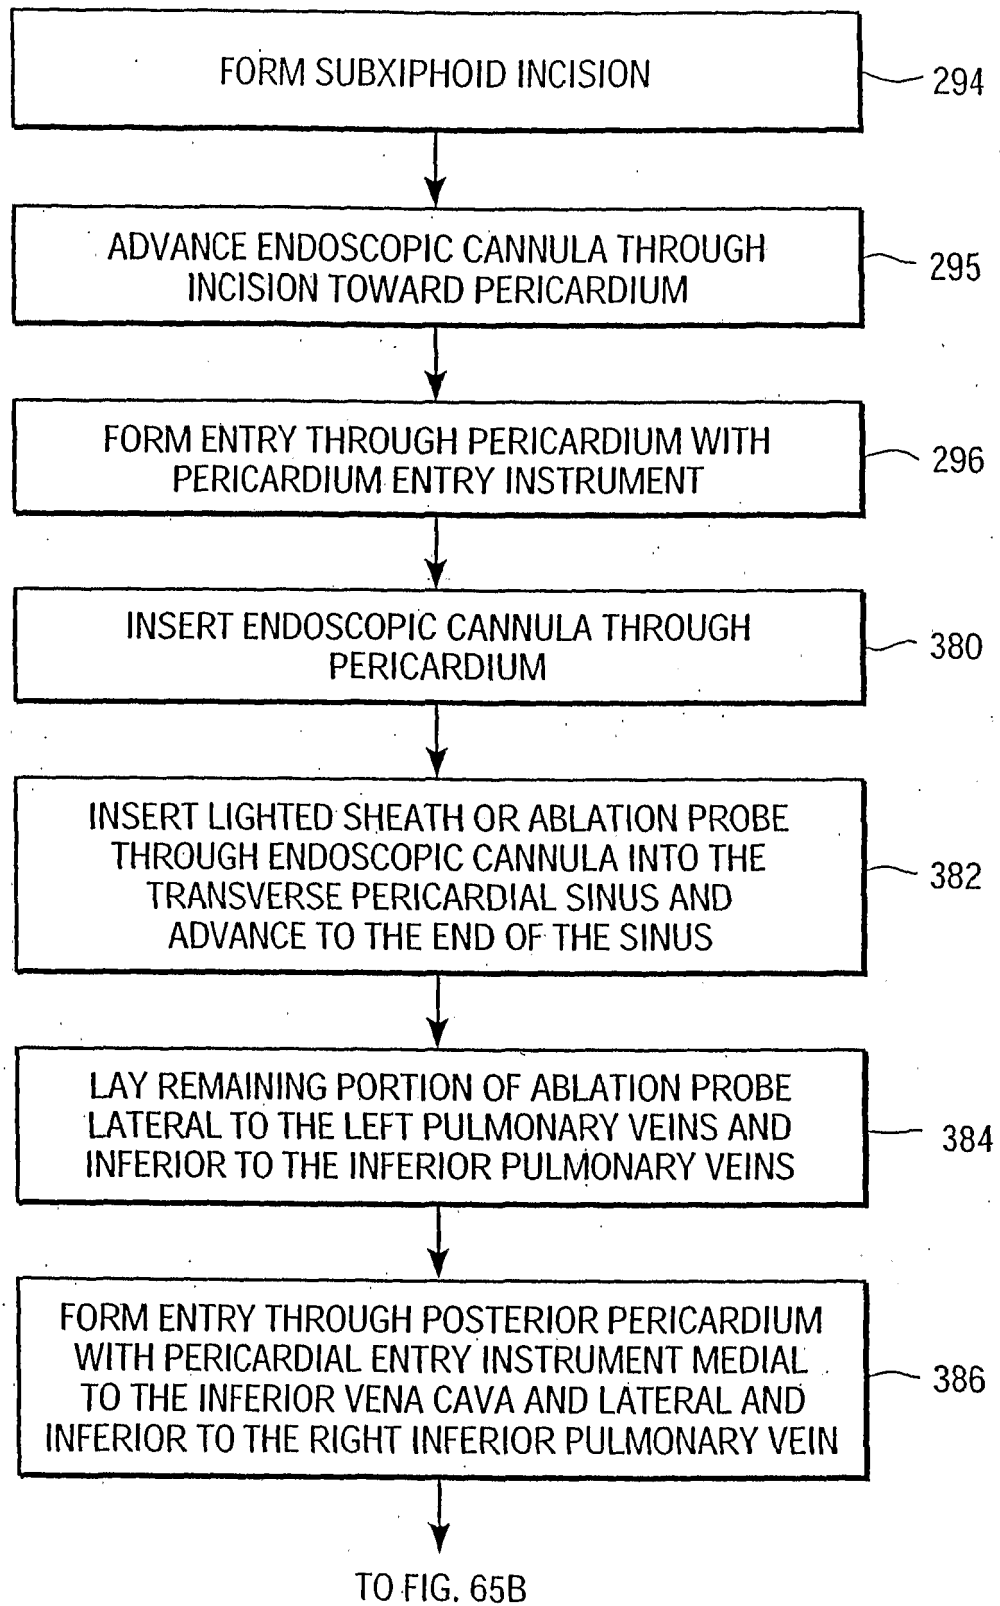 FORM SUBXIPHOID INCISION
294
ADVANCE ENDOSCOPIC CANNULA THROUGH
INCISION TOWARD PERICARDIUM
295
FORM ENTRY THROUGH PERICARDIUM WITH
PERICARDIUM ENTRY INSTRUMENT
296
INSERT ENDOSCOPIC CANNULA THROUGH
PERICARDIUM
380
INSERT LIGHTED SHEATH OR ABLATION PROBE
THROUGH ENDOSCOPIC CANNULA INTO THE
TRANSVERSE PERICARDIAL SINUS AND
ADVANCE TO THE END OF THE SINUS
382
LAY REMAINING PORTION OF ABLATION PROBE
LATERAL TO THE LEFT PULMONARY VEINS AND
INFERIOR TO THE INFERIOR PULMONARY VEINS
384
FORM ENTRY THROUGH POSTERIOR PERICARDIUM
WITH PERICARDIAL ENTRY INSTRUMENT MEDIAL
TO THE INFERIOR VENA CAVA AND LATERAL AND
INFERIOR TO THE RIGHT INFERIOR PULMONARY VEIN
386
TO FIG. 65B